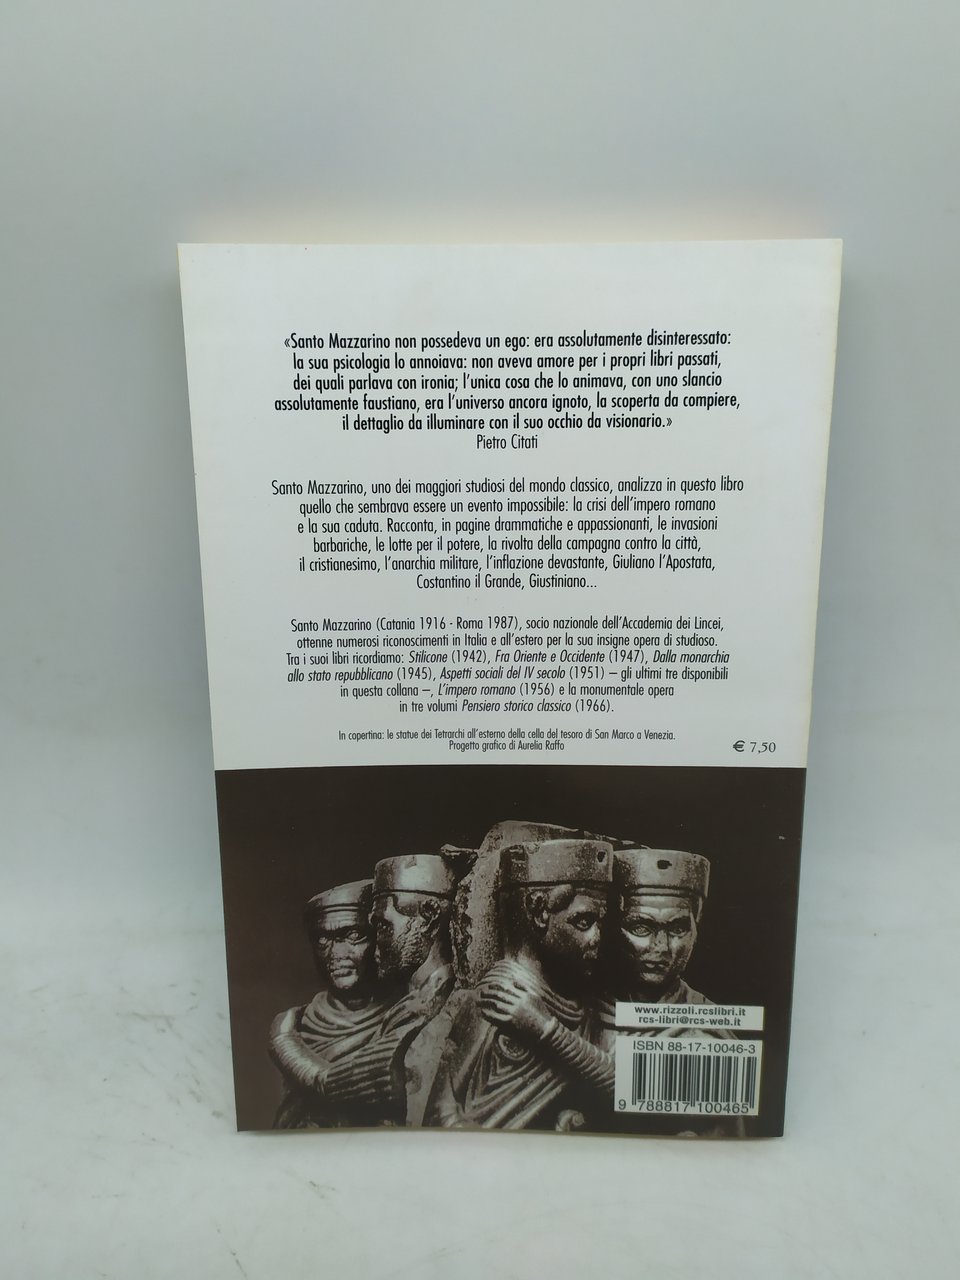 «Santo Mazzarino non possedeva un ego: era assolutamente disinteressato:
la sua psicologia lo annoiava: non aveva amore per i propri libri passati,
dei quali parlava con ironia; l'unica cosa che lo animava, con uno slancio
assolutamente faustiano, era l'universo ancora ignoto, la scoperta da compiere,
il dettaglio da illuminare con il suo occhio da visionario.»
Pietro Citati
Santo Mazzarino, uno dei maggiori studiosi del mondo classico, analizza in questo libro
quello che sembrava essere un evento impossibile: la crisi dell'impero romano
e la sua caduta. Racconta, in pagine drammatiche e appassionanti, le invasioni
barbariche, le lotte per il potere, la rivolta della campagna contro la città,
il cristianesimo, l'anarchia militare, l'inflazione devastante, Giuliano l'Apostata,
Costantino il Grande, Giustiniano...
Santo Mazzarino (Catania 1916 - Roma 1987), socio nazionale dell'Accademia dei Lincei,
ottenne numerosi riconoscimenti in Italia e all'estero per la sua insigne opera di studioso.
Tra i suoi libri ricordiamo: Stilicone (1942), Fra Oriente e Occidente (1947), Dalla monarchia
allo stato repubblicano (1945), Aspetti sociali del IV secolo (1951) – gli ultimi tre disponibili
in questa collana –, L'impero romano (1956) e la monumentale opera
in tre volumi Pensiero storico classico (1966).
In copertina: le statue dei Tetrarchi all'esterno della cella del tesoro di San Marco a Venezia.
Progetto grafico di Aurelia Raffo
€ 7,50
www.rizzoli.rcslibri.it
rcs-libri@rcs-web.it
ISBN 88-17-10046-3
9 788817 100465